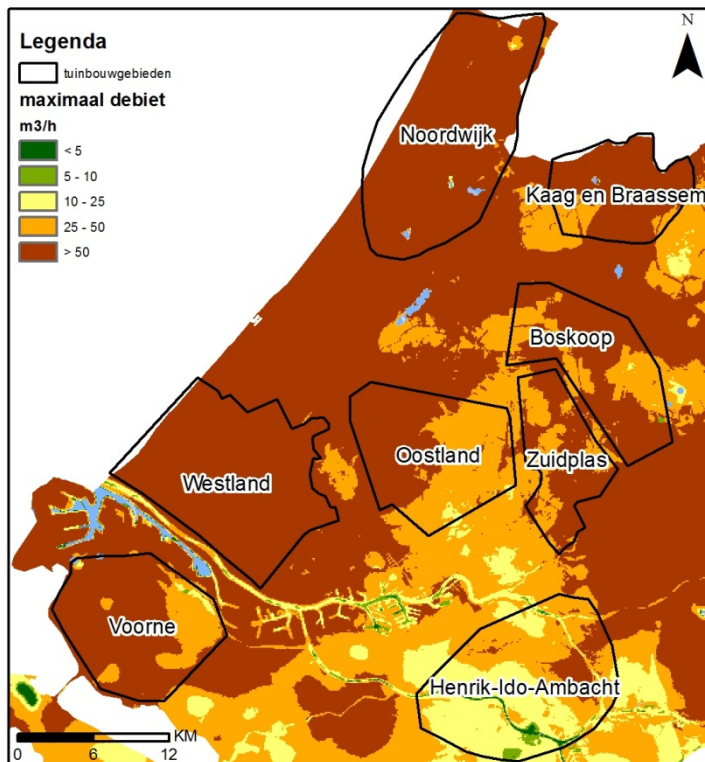 Legenda
tuinbouwgebieden
maximaal debiet
m3/h
< 5
5 - 10
10 - 25
25 - 50
> 50
N
Noordwijk
Kaag en Braassem
Boskoop
Westland
Oostland
Zuidplas
Voorne
Henrik-Ido-Ambacht
KM
0 6 12